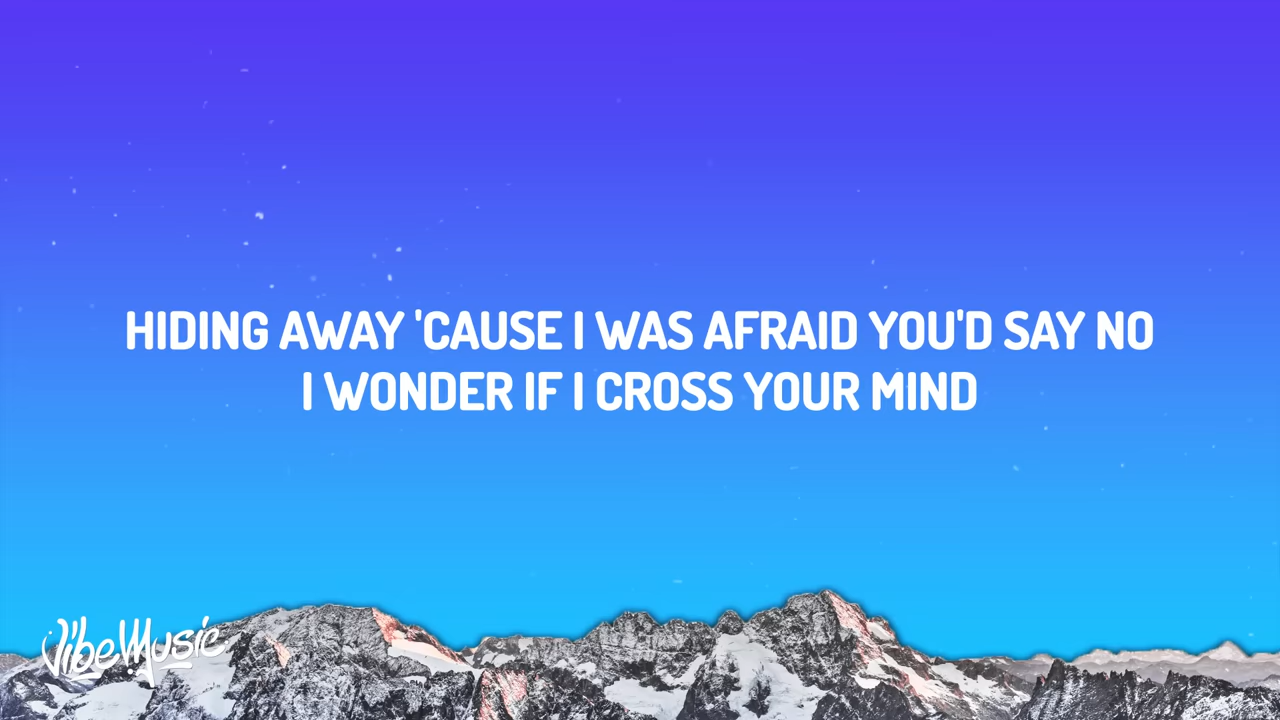 HIDING AWAY 'CAUSE I WAS AFRAID YOU'D SAY NO
I WONDER IF I CROSS YOUR MIND
VibeMusic